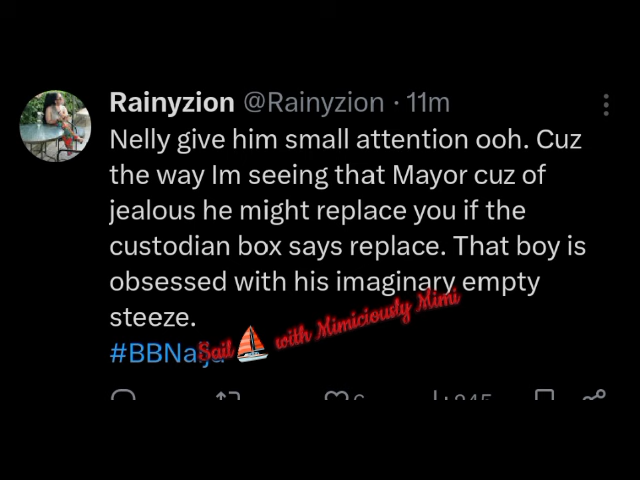 Rainyzion @Rainyzion · 11m
Nelly give him small attention ooh. Cuz
the way Im seeing that Mayor cuz of
jealous he might replace you if the
custodian box says replace. That boy is
obsessed with his imaginary empty
steeze.
#BBNaija
Sail with Mimiciously Mimi
6